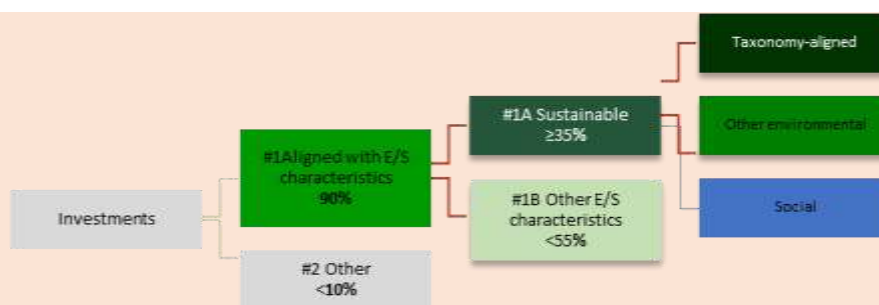 Taxonomy-aligned
#1A Sustainable
≥35%
Other environmental
#1Aligned with E/S
characteristics
90%
#1B Other E/S
characteristics
<55%
Social
Investments
#2 Other
<10%